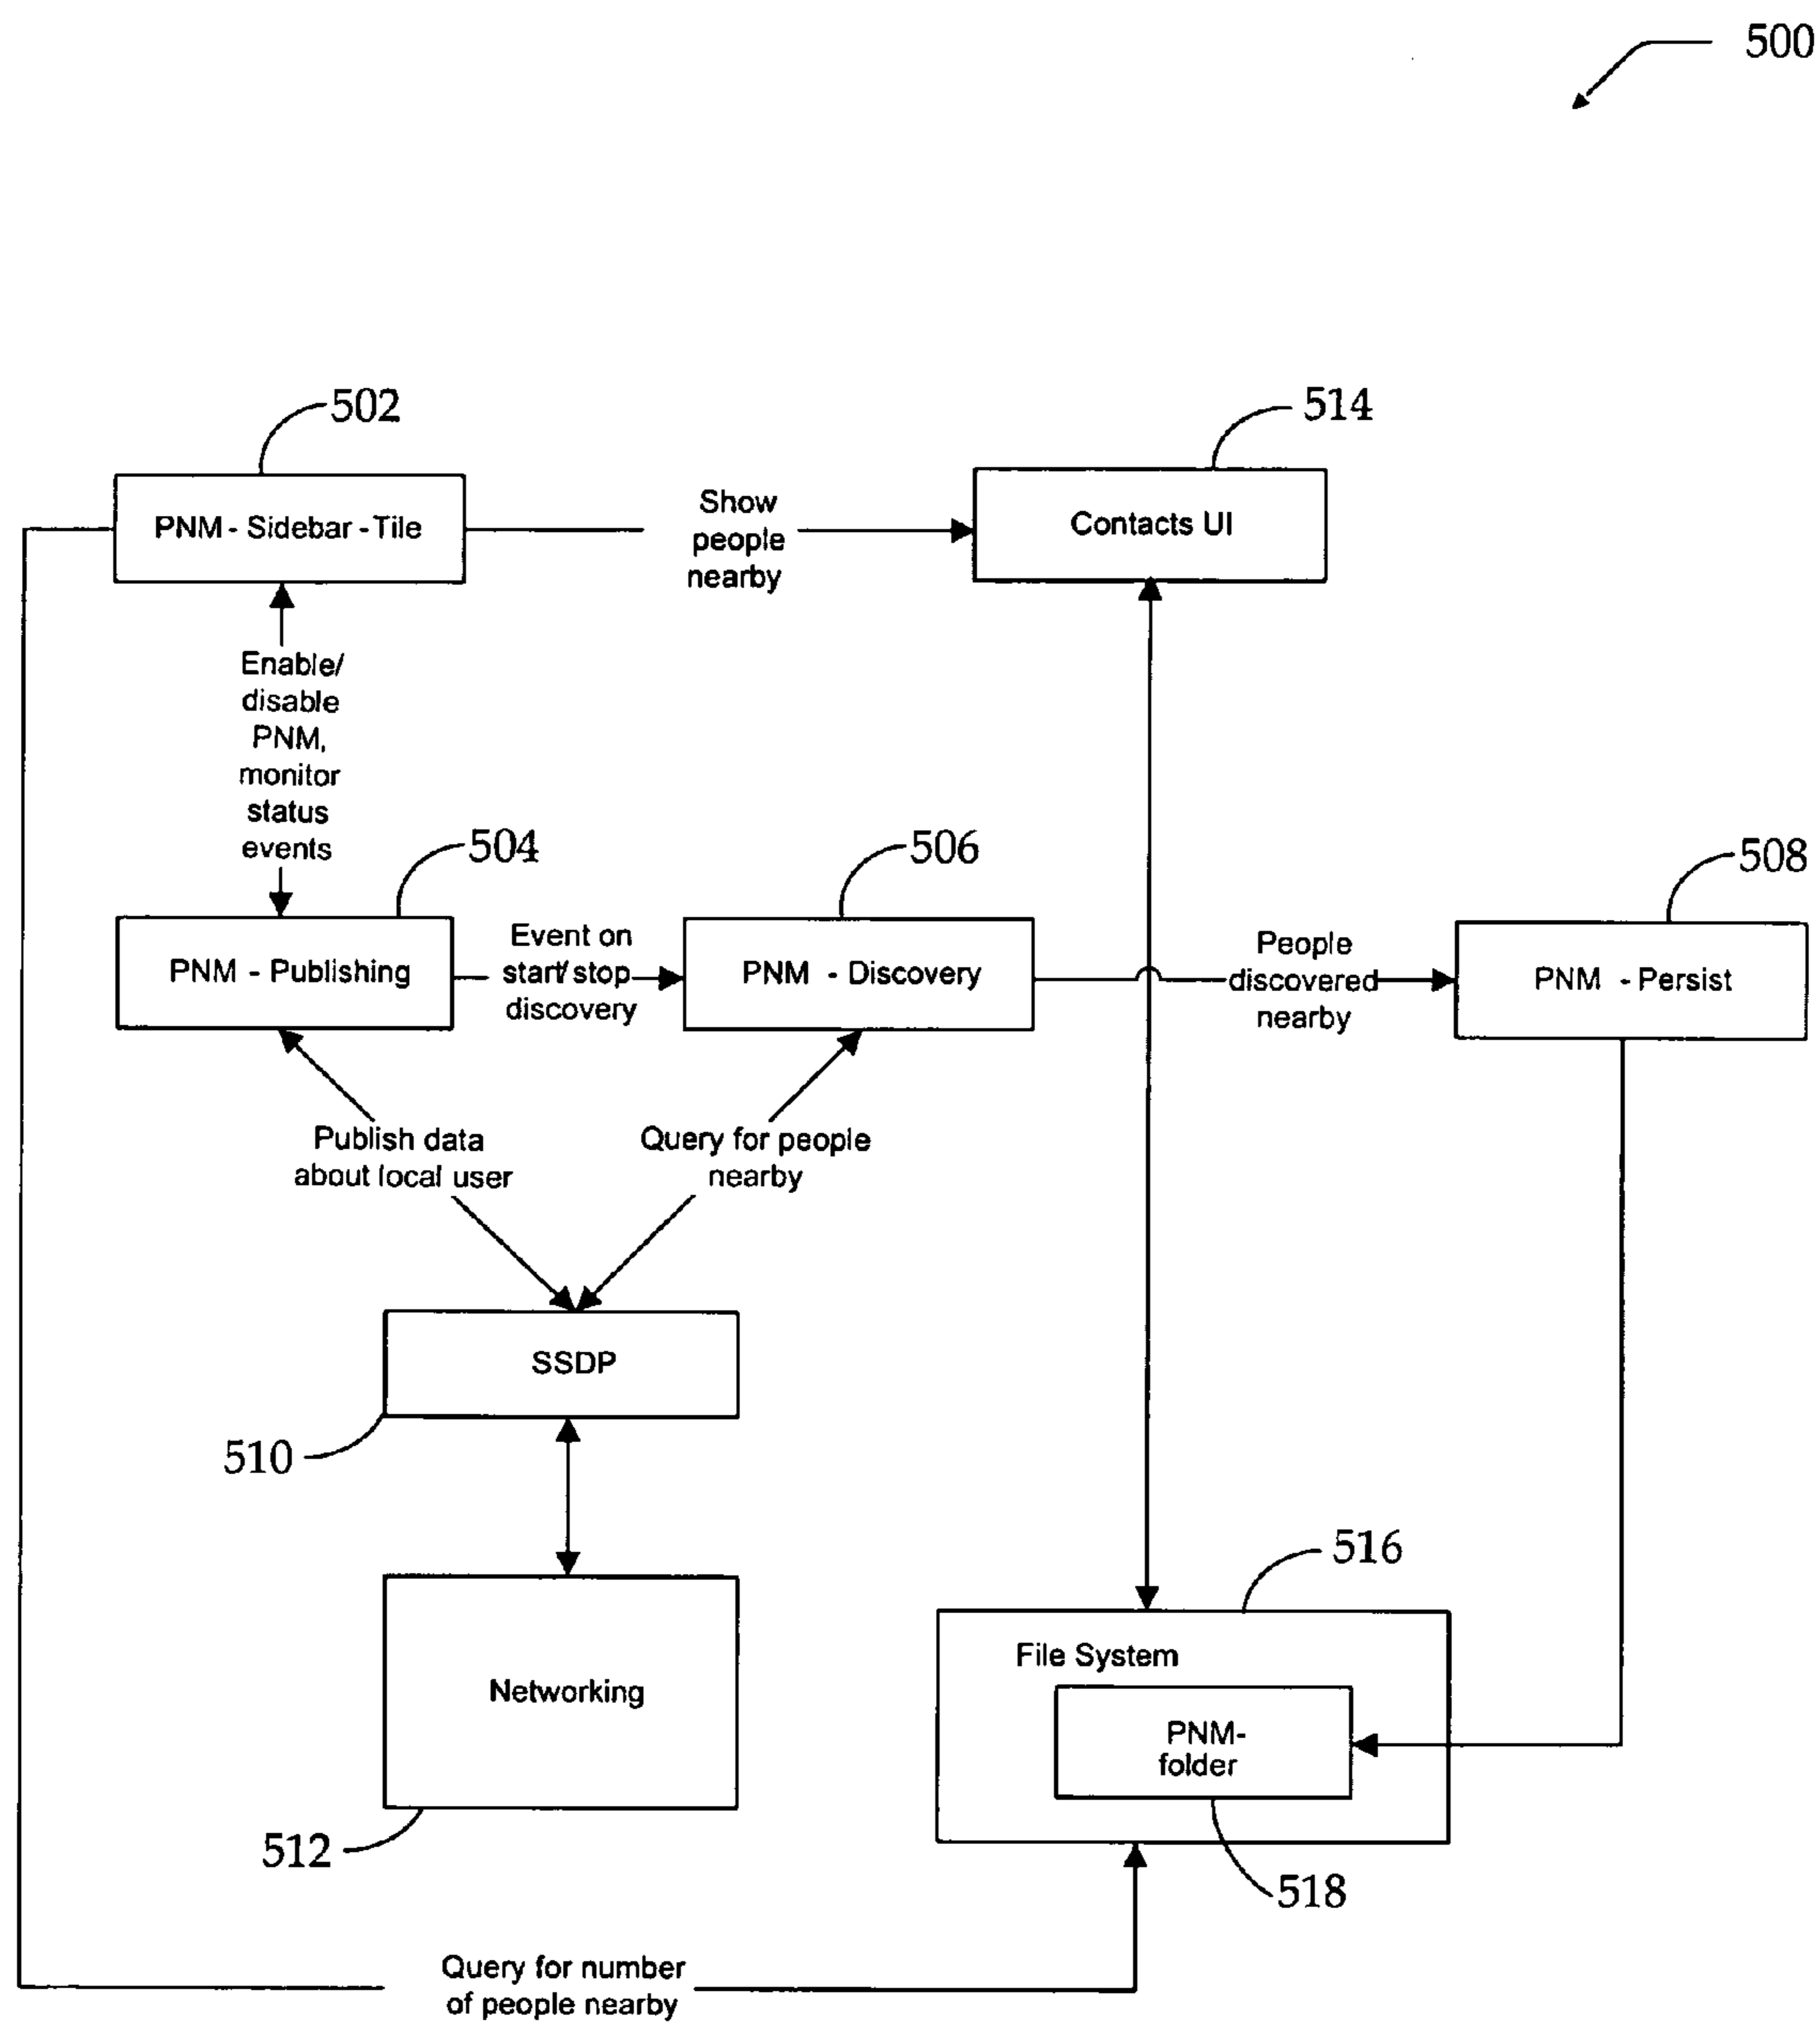 500
502
514
PNM - Sidebar - Tile
Show
people
nearby
Contacts UI
Enable/
disable
PNM,
monitor
status
events
504
506
508
PNM - Publishing
Event on
start/stop
discovery
PNM - Discovery
People
discovered
nearby
PNM - Persist
Publish data
about local user
Query for people
nearby
SSDP
510
516
File System
Networking
PNM-
folder
512
518
Query for number
of people nearby